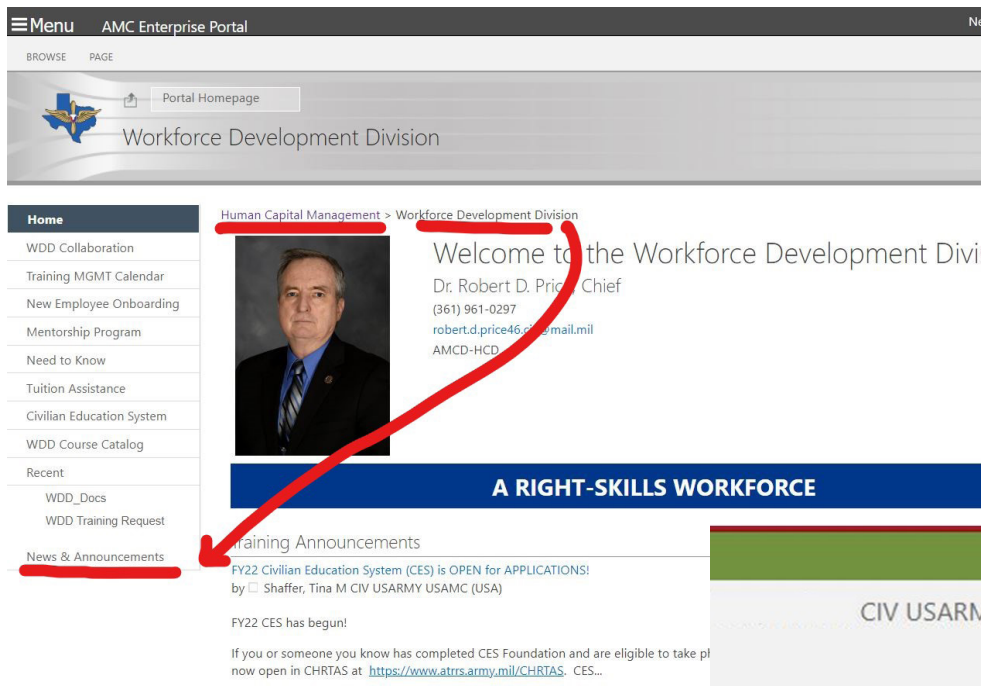 Menu AMC Enterprise Portal
BROWSE PAGE
Portal Homepage
Workforce Development Division
Home
WDD Collaboration
Training MGMT Calendar
New Employee Onboarding
Mentorship Program
Need to Know
Tuition Assistance
Civilian Education System
WDD Course Catalog
Recent
WDD_Docs
WDD Training Request
News & Announcements
Human Capital Management > Workforce Development Division
Welcome to the Workforce Development Divi
Dr. Robert D. Chief
(361) 961-0297
AMCD-HCD
A RIGHT-SKILLS WORKFORCE
Training Announcements
FY22 Civilian Education System (CES) is OPEN for APPLICATIONS!
by Shaffer, Tina M CIV USARMY USAMC (USA)
FY22 CES has begun!
If you or someone you know has completed CES Foundation and are eligible to take
now open in CHRTAS at https://www.atrrs.army.mil/CHRTAS. CES...
CIV USARM